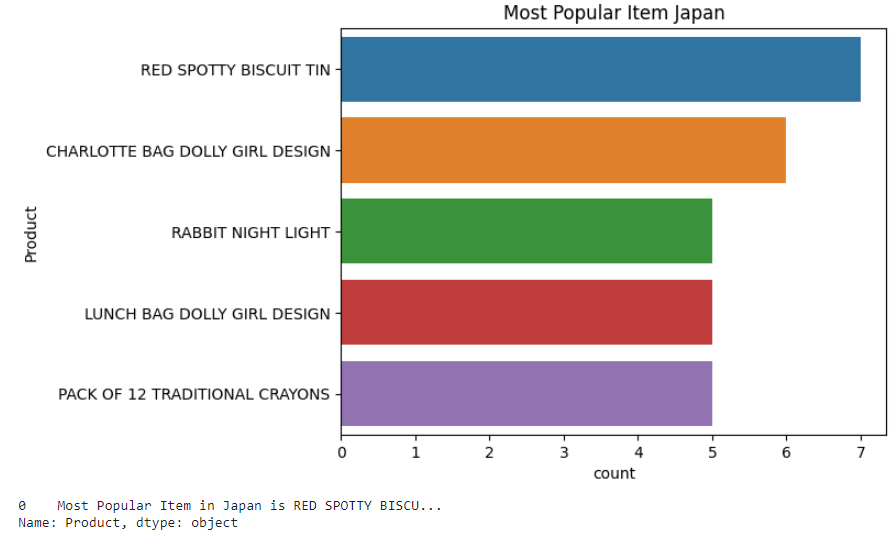 Most Popular Item Japan
RED SPOTTY BISCUIT TIN
CHARLOTTE BAG DOLLY GIRL DESIGN
RABBIT NIGHT LIGHT
LUNCH BAG DOLLY GIRL DESIGN
PACK OF 12 TRADITIONAL CRAYONS
Product
0 1 2 3 4 5 6 7
count
0    Most Popular Item in Japan is RED SPOTTY BISCU...
Name: Product, dtype: object